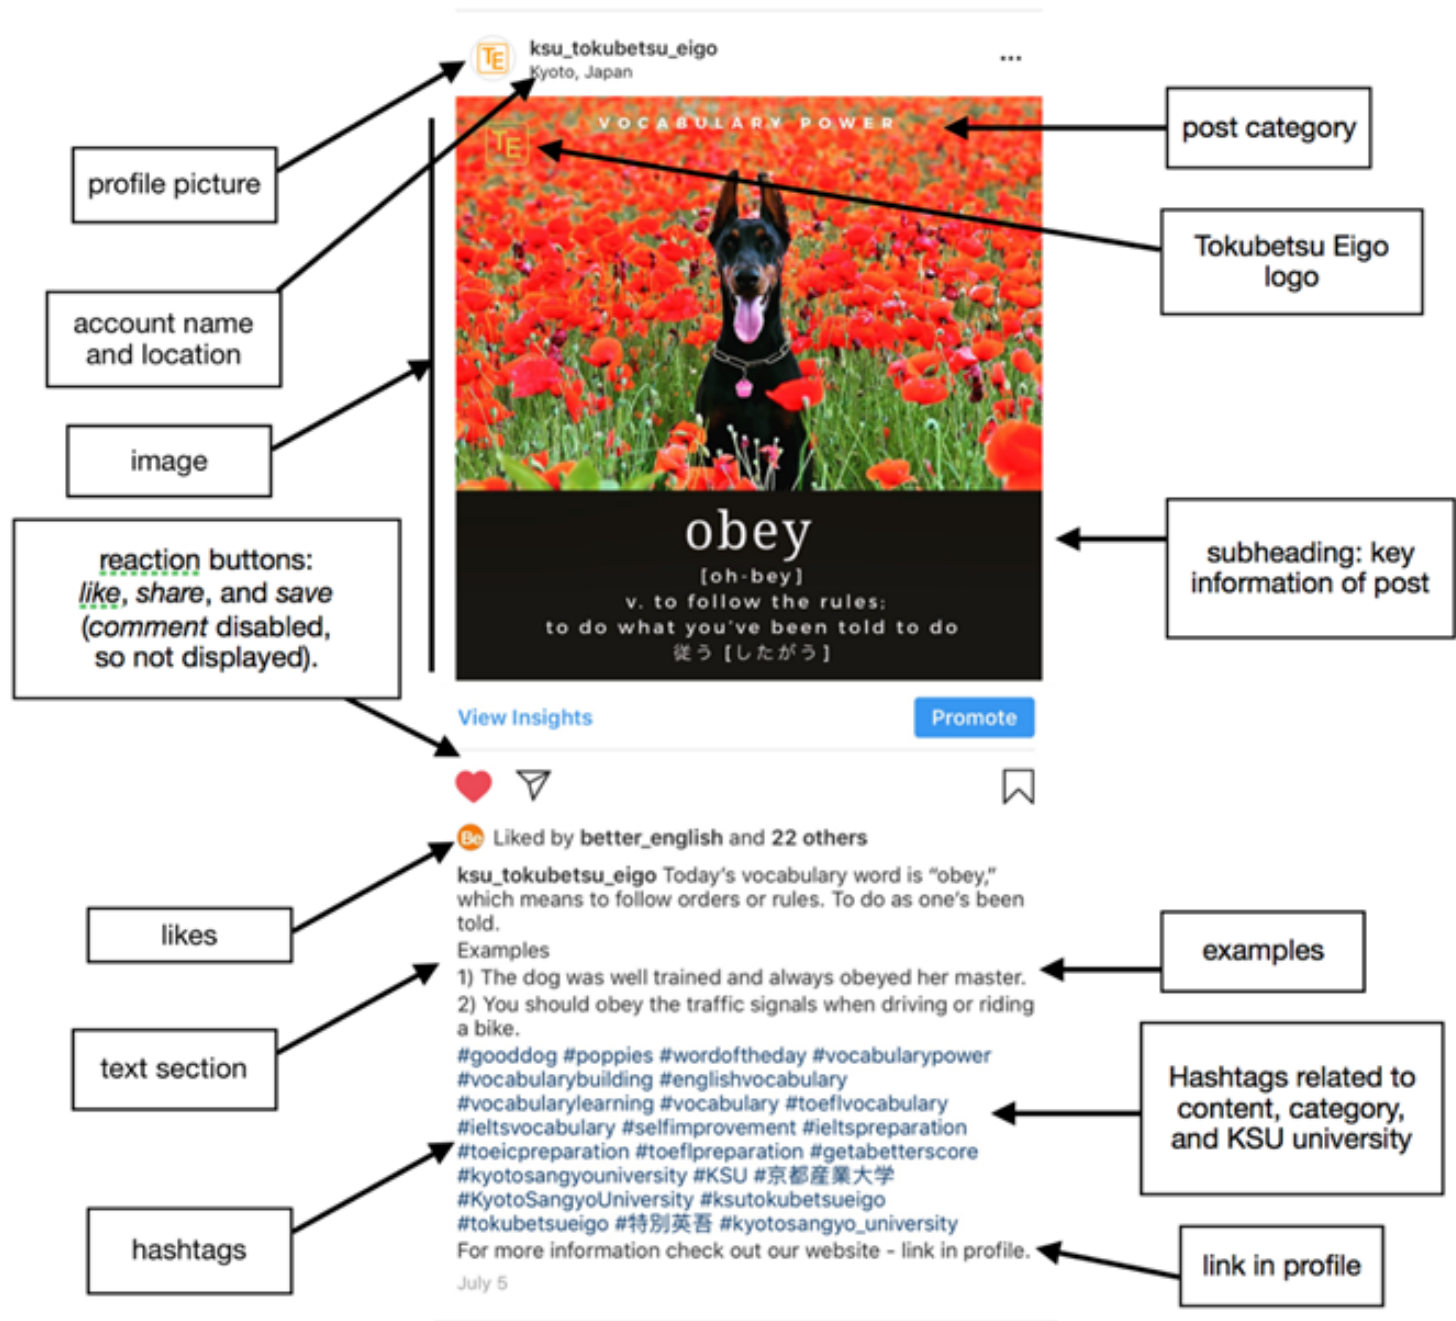 TE
ksu_tokubetsu_eigo
Kyoto, Japan
...
VOCABULARY POWER
TE
post category
profile picture
Tokubetsu Eigo
logo
account name
and location
image
reaction buttons:
like, share, and save
(comment disabled,
so not displayed).
obey
[oh-bey]
v. to follow the rules;
to do what you've been told to do
従う [したがう]
subheading: key
information of post
View Insights
Promote
Be Liked by better_english and 22 others
ksu_tokubetsu_eigo Today's vocabulary word is “obey,”
which means to follow orders or rules. To do as one's been
told.
Examples
1) The dog was well trained and always obeyed her master.
2) You should obey the traffic signals when driving or riding
a bike.
likes
examples
text section
#gooddog #poppies #wordoftheday #vocabularypower
#vocabularybuilding #englishvocabulary
#vocabularylearning #vocabulary #toeflvocabulary
#ieltsvocabulary #selfimprovement #ieltspreparation
#toeicpreparation #toeflpreparation #getabetterscore
#kyotosangyouniversity #KSU #京都産業大学
#KyotoSangyoUniversity #ksutokubetsueigo
#tokubetsueigo #特別英吾 #kyotosangyo_university
For more information check out our website - link in profile.
July 5
Hashtags related to
content, category,
and KSU university
hashtags
link in profile